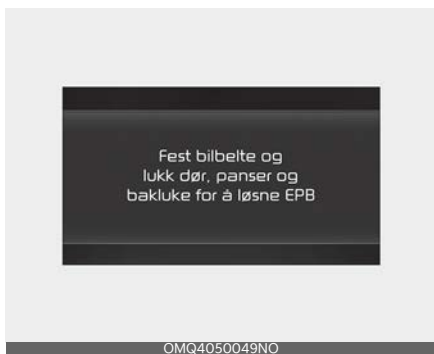 Fest bilbelte og
lukk dør, panser og
bakluke for å løsne EPB
OMQ4050049NO